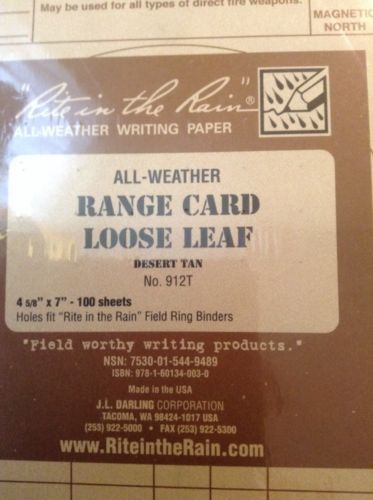 May be used for all types of direct fire weapons.
MAGNETIC
NORTH
"Rite in the Rain"®
ALL-WEATHER WRITING PAPER
ALL-WEATHER
RANGE CARD
LOOSE LEAF
DESERT TAN
No. 912T
4 5/8" x 7" - 100 sheets
Holes fit "Rite in the Rain" Field Ring Binders
"Field worthy writing products."
NSN: 7530-01-544-9489
ISBN: 978-1-60134-003-0
Made in the USA
J.L. DARLING CORPORATION
TACOMA, WA 98424-1017 USA
(253) 922-5000 • FAX (253) 922-5300
www.RiteintheRain.com